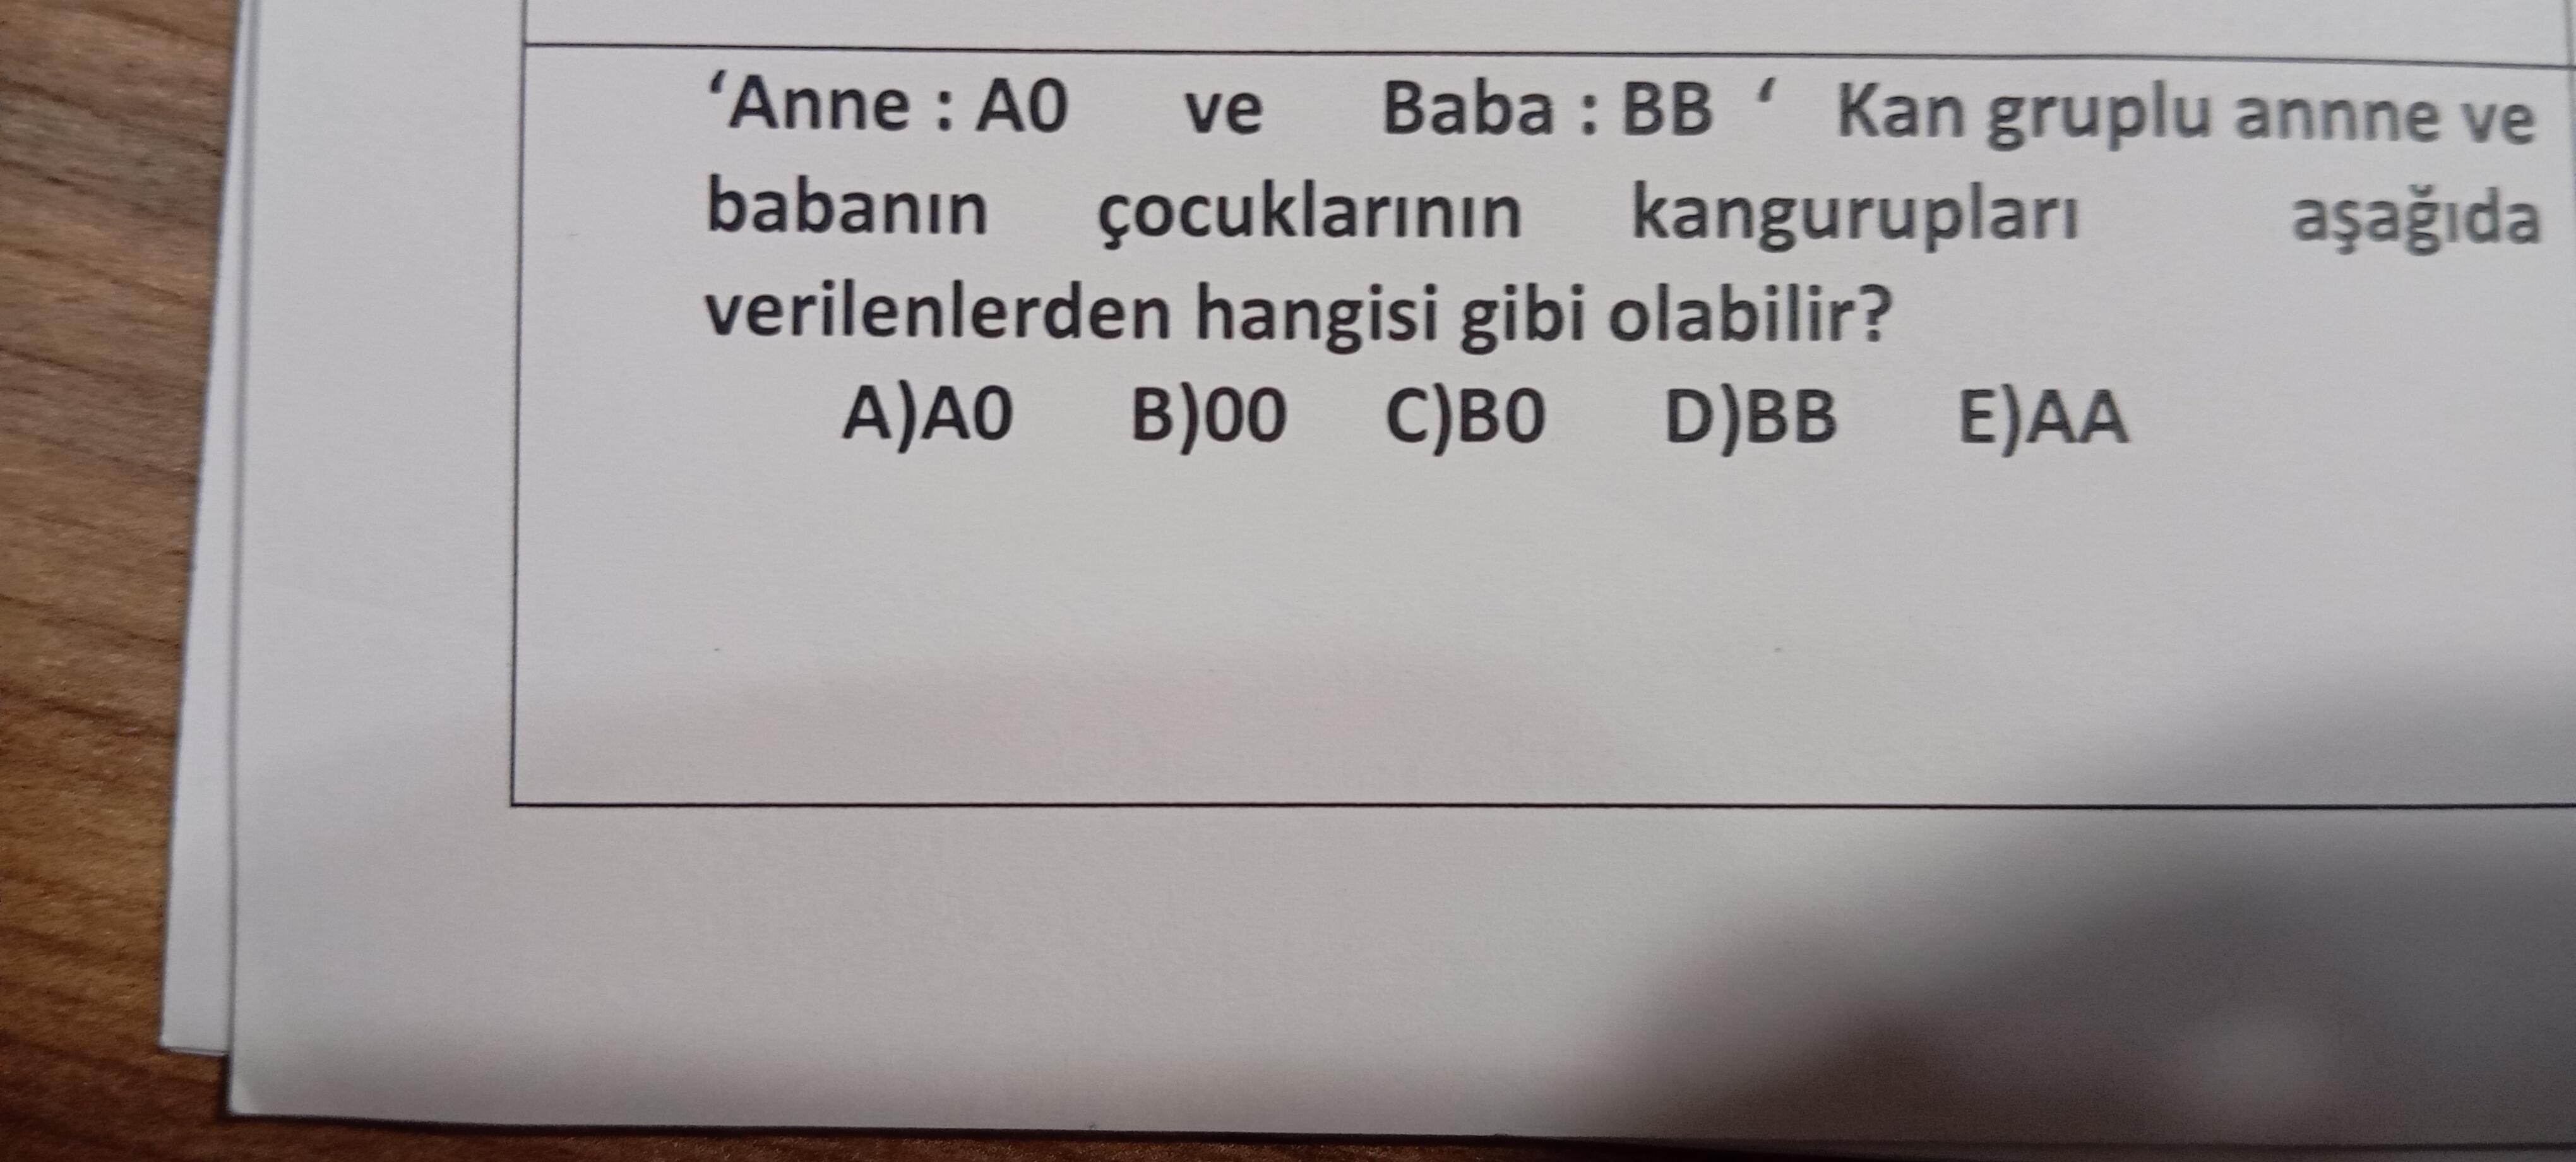 ‘Anne : A0 ve Baba : BB ‘ Kan gruplu annne ve
babanın çocuklarının kangurupları aşağıda
verilenlerden hangisi gibi olabilir?
A)A0 B)00 C)B0 D)BB E)AA